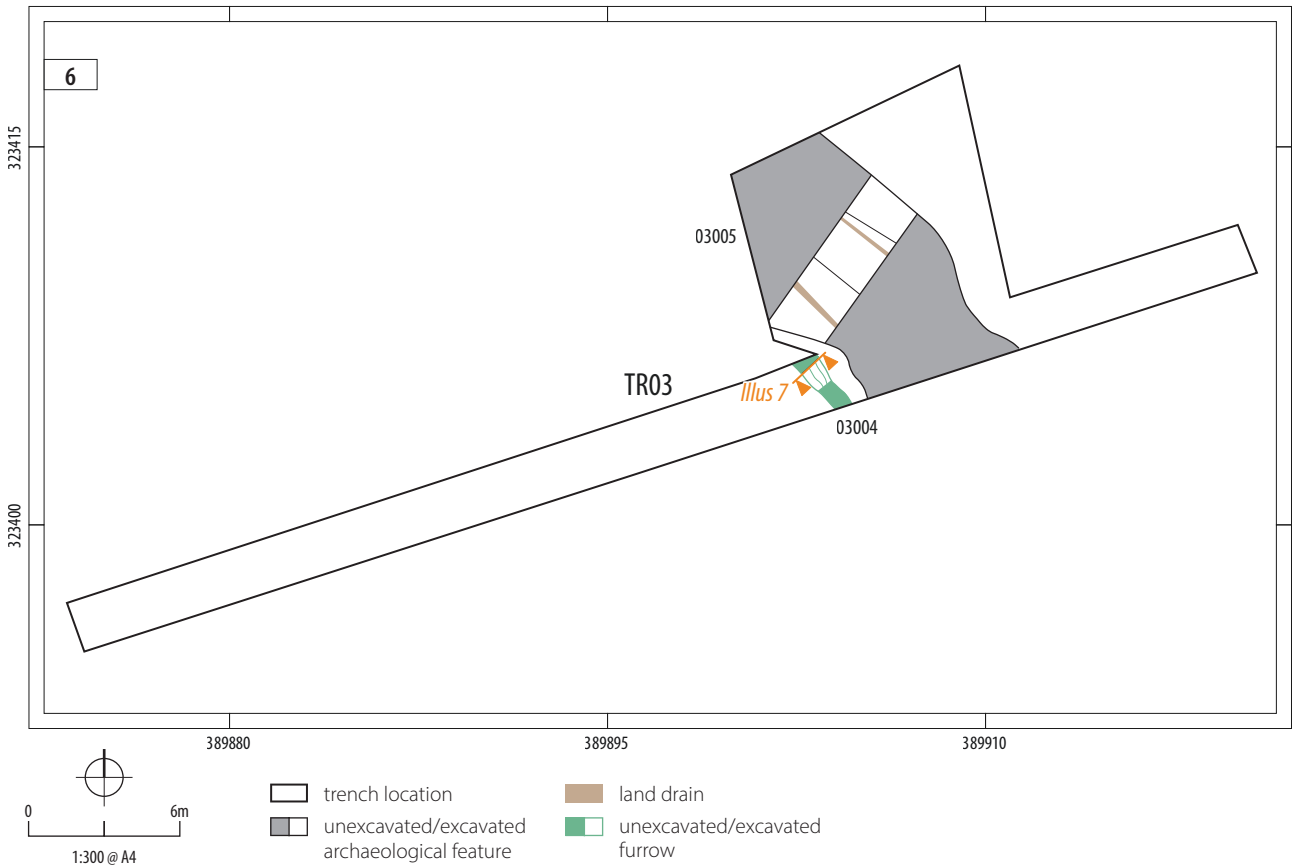 6
323415
03005
TR03
Illus 7
03004
323400
389880
389895
389910
0
6m
1:300 @ A4
trench location
unexcavated/excavated
archaeological feature
land drain
unexcavated/excavated
furrow